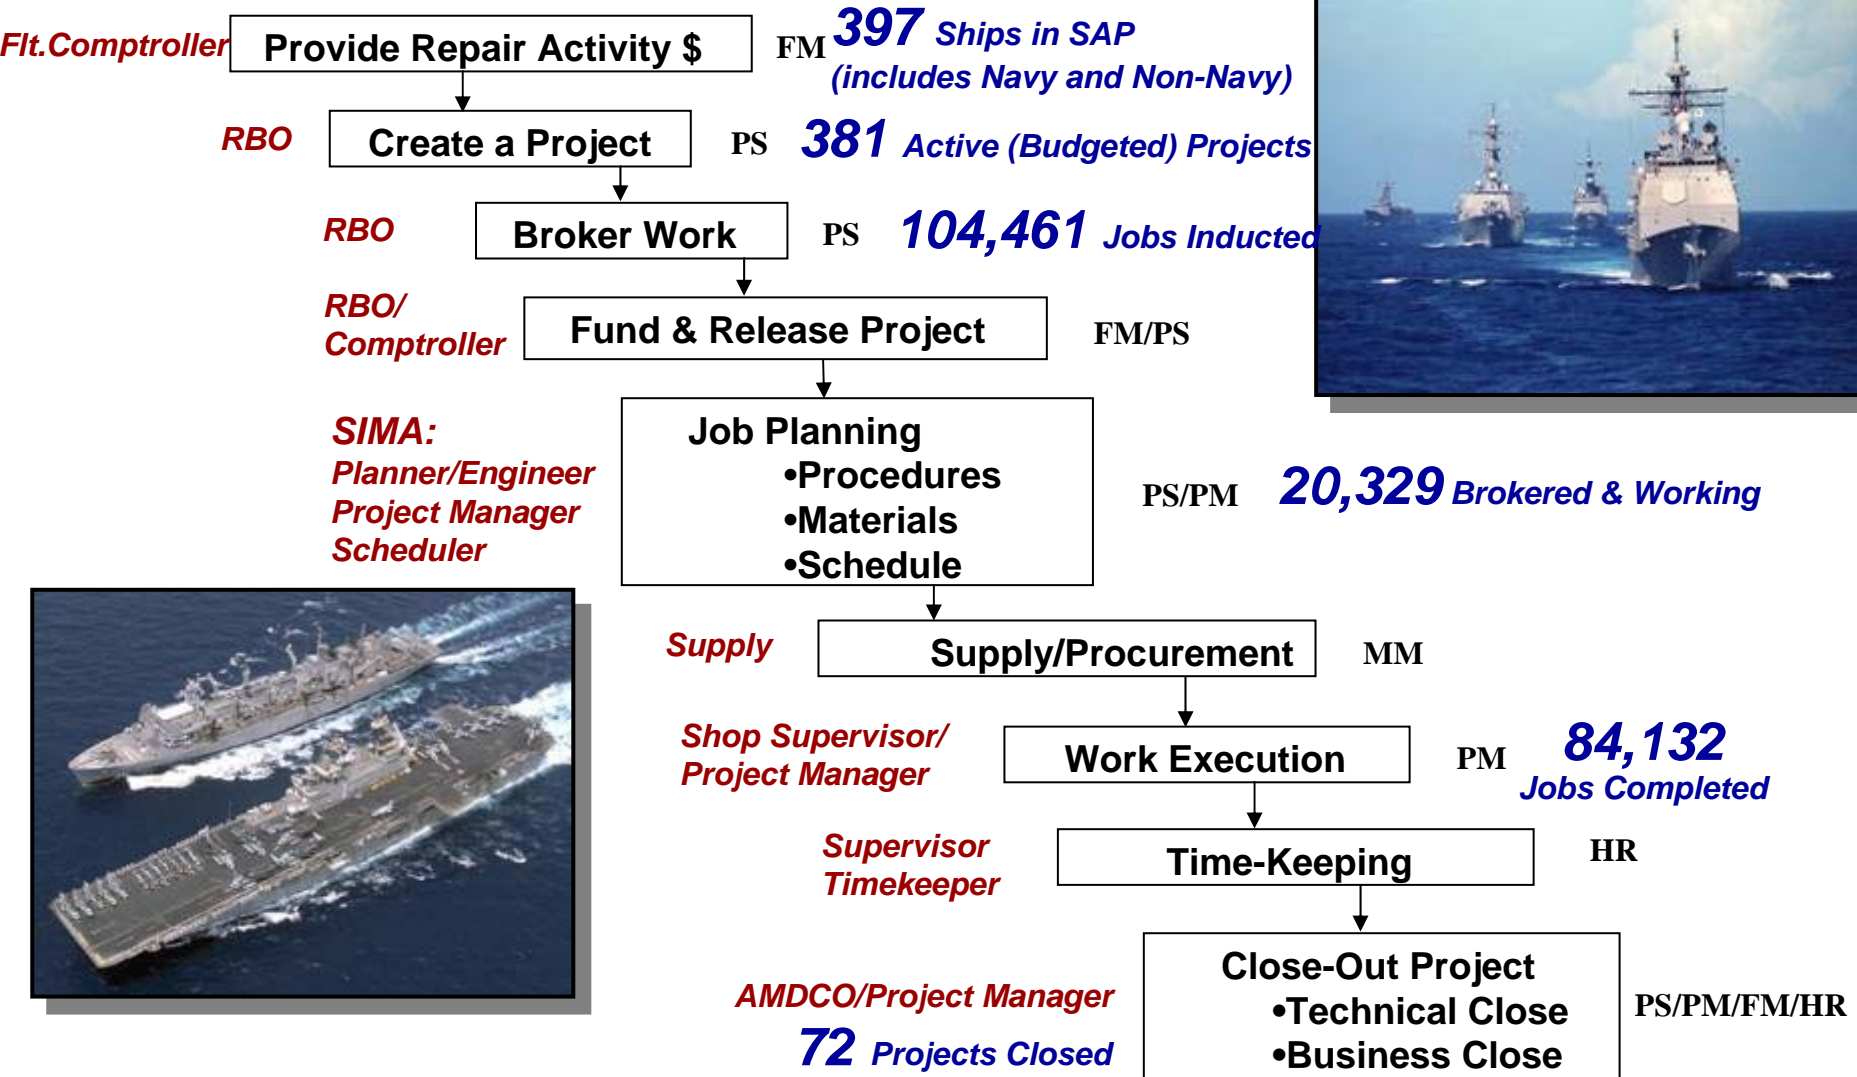 Flt.Comptroller
Provide Repair Activity $
FM
397 Ships in SAP
(includes Navy and Non-Navy)
RBO
Create a Project
PS
381 Active (Budgeted) Projects
RBO
Broker Work
PS
104,461 Jobs Inducted
RBO/
Comptroller
Fund & Release Project
FM/PS
SIMA:
Planner/Engineer
Project Manager
Scheduler
Job Planning
•Procedures
•Materials
•Schedule
PS/PM
20,329 Brokered & Working
Supply
Supply/Procurement
MM
Shop Supervisor/
Project Manager
Work Execution
PM
84,132
Jobs Completed
Supervisor
Timekeeper
Time-Keeping
HR
AMDCO/Project Manager
72 Projects Closed
Close-Out Project
•Technical Close
•Business Close
PS/PM/FM/HR